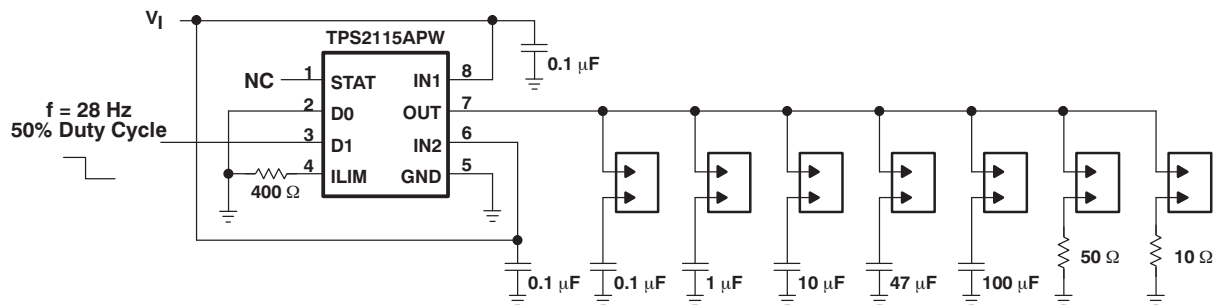 V_I
TPS2115APW
0.1 μF
NC
1 STAT IN1 8
f = 28 Hz
50% Duty Cycle
2 D0 OUT 7
3 D1 IN2 6
4 ILIM GND 5
400 Ω
0.1 μF 0.1 μF 1 μF 10 μF 47 μF 100 μF 50 Ω 10 Ω